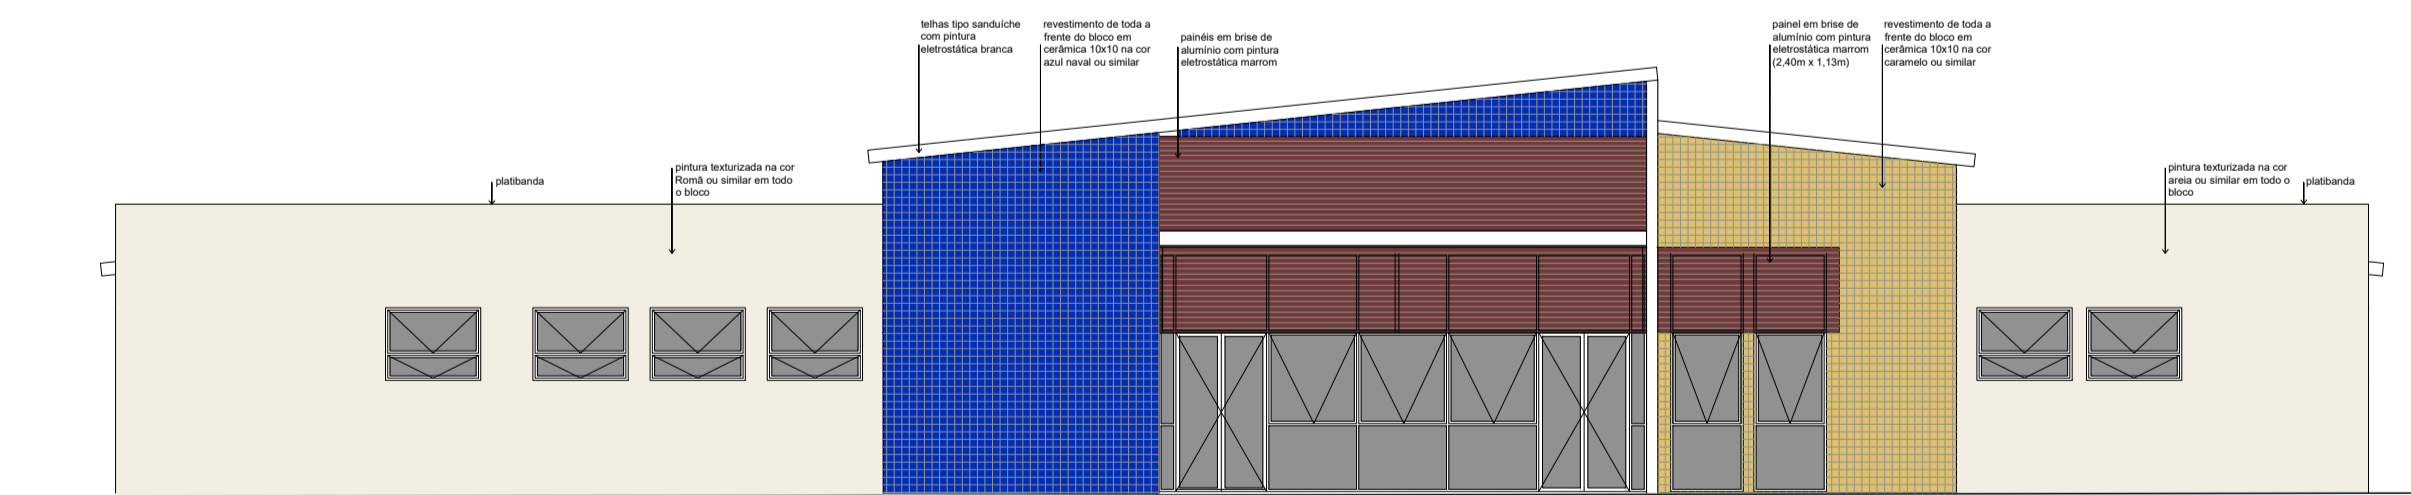 telhas tipo sanduíche
com pintura
eletrostática branca
revestimento de toda a
frente do bloco em
cerâmica 10x10 na cor
azul naval ou similar
painéis em brise de
alumínio com pintura
eletrostática marrom
painel em brise de
alumínio com pintura
eletrostática marrom
(2,40m x 1,13m)
revestimento de toda a
frente do bloco em
cerâmica 10x10 na cor
caramelo ou similar
platibanda
pintura texturizada na cor
Romã ou similar em todo
o bloco
pintura texturizada na cor
areia ou similar em todo o
bloco
platibanda